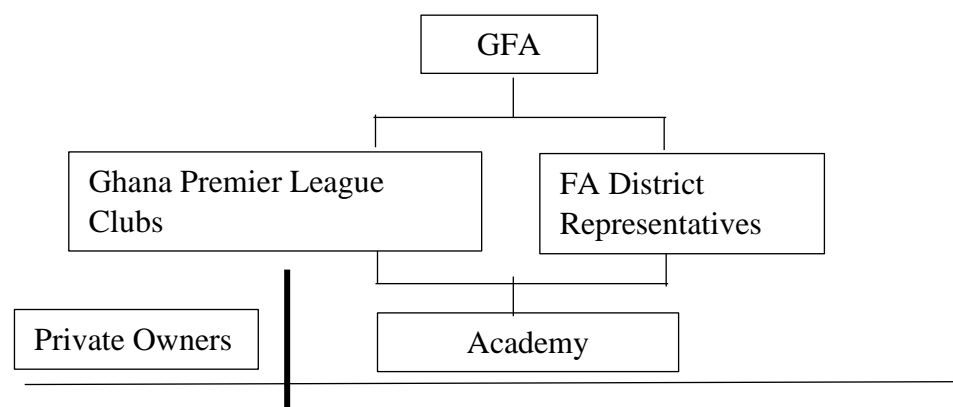 GFA
Ghana Premier League
Clubs
FA District
Representatives
Private Owners
Academy